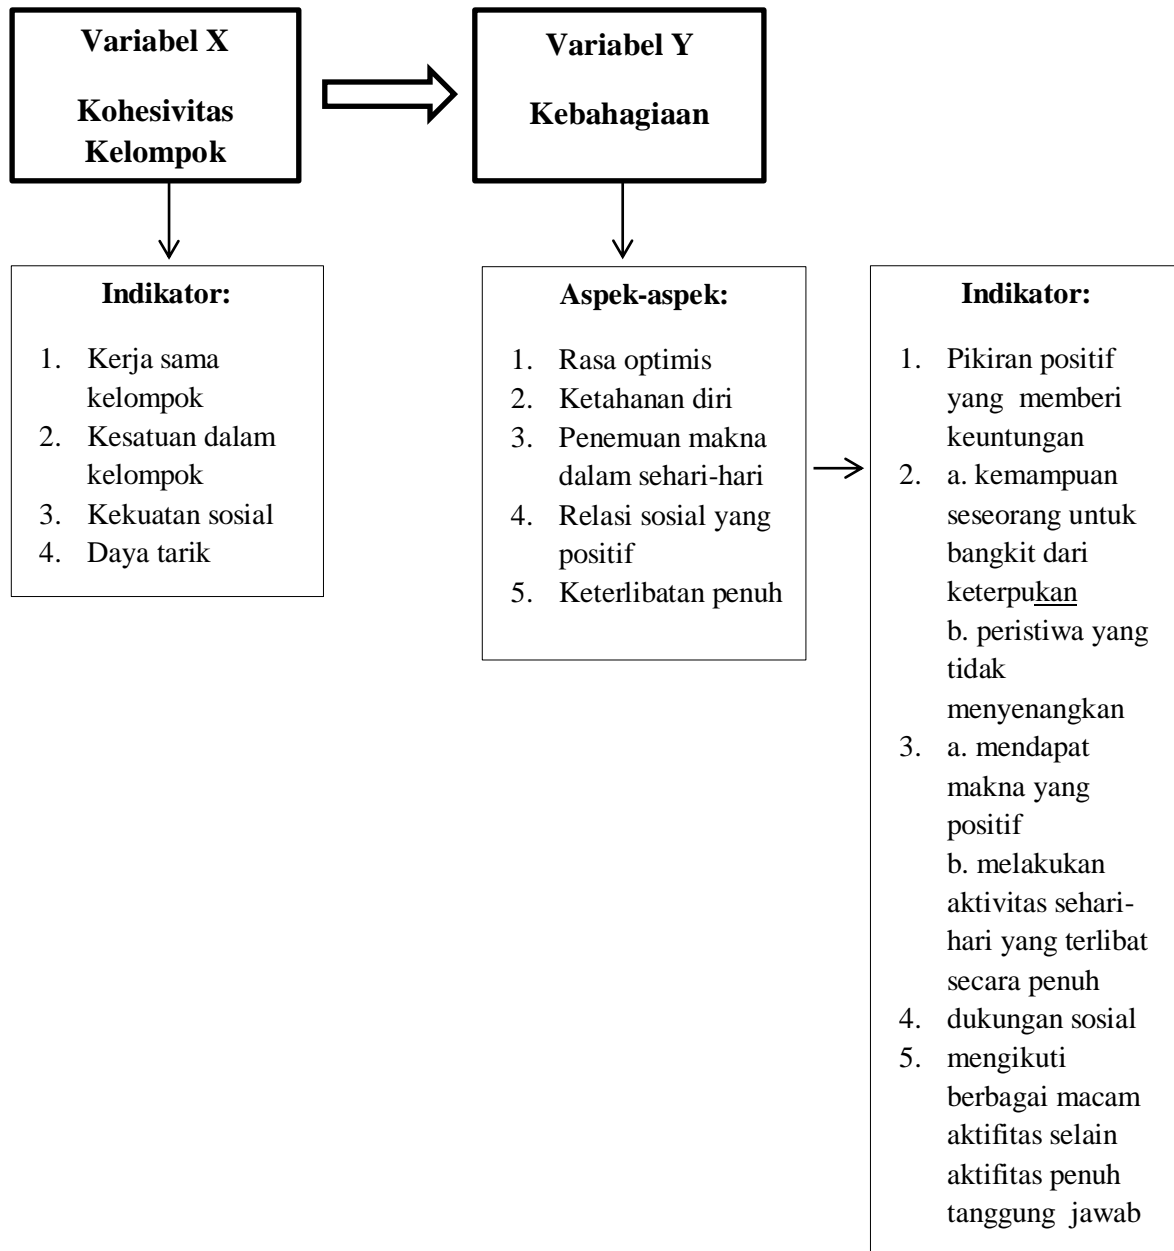 Variabel X
Kohesivitas
Kelompok
Variabel Y
Kebahagiaan
Indikator:
1. Kerja sama
kelompok
2. Kesatuan dalam
kelompok
3. Kekuatan sosial
4. Daya tarik
Aspek-aspek:
1. Rasa optimis
2. Ketahanan diri
3. Penemuan makna
dalam sehari-hari
4. Relasi sosial yang
positif
5. Keterlibatan penuh
Indikator:
1. Pikiran positif
yang memberi
keuntungan
2. a. kemampuan
seseorang untuk
bangkit dari
keterpukan
b. peristiwa yang
tidak
menyenangkan
3. a. mendapat
makna yang
positif
b. melakukan
aktivitas sehari-
hari yang terlibat
secara penuh
4. dukungan sosial
5. mengikuti
berbagai macam
aktifitas selain
aktifitas penuh
tanggung jawab